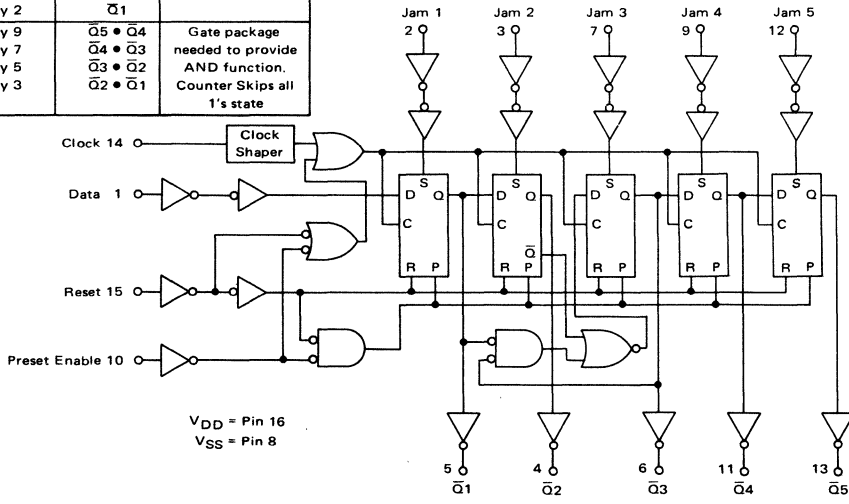 y 2 Q̅1
y 9 Q̅5 • Q̅4 Gate package
y 7 Q̅4 • Q̅3 needed to provide
y 5 Q̅3 • Q̅2 AND function.
y 3 Q̅2 • Q̅1 Counter Skips all
1's state
Jam 1 Jam 2 Jam 3 Jam 4 Jam 5
2 3 7 9 12
Clock 14 Clock
Shaper
S S S S S
Data 1 D Q D Q D Q D Q D Q
C C C C C
Q̅
R P R P R P R P R P
Reset 15
Preset Enable 10
VDD = Pin 16
VSS = Pin 8
5 4 6 11 13
Q̅1 Q̅2 Q̅3 Q̅4 Q̅5